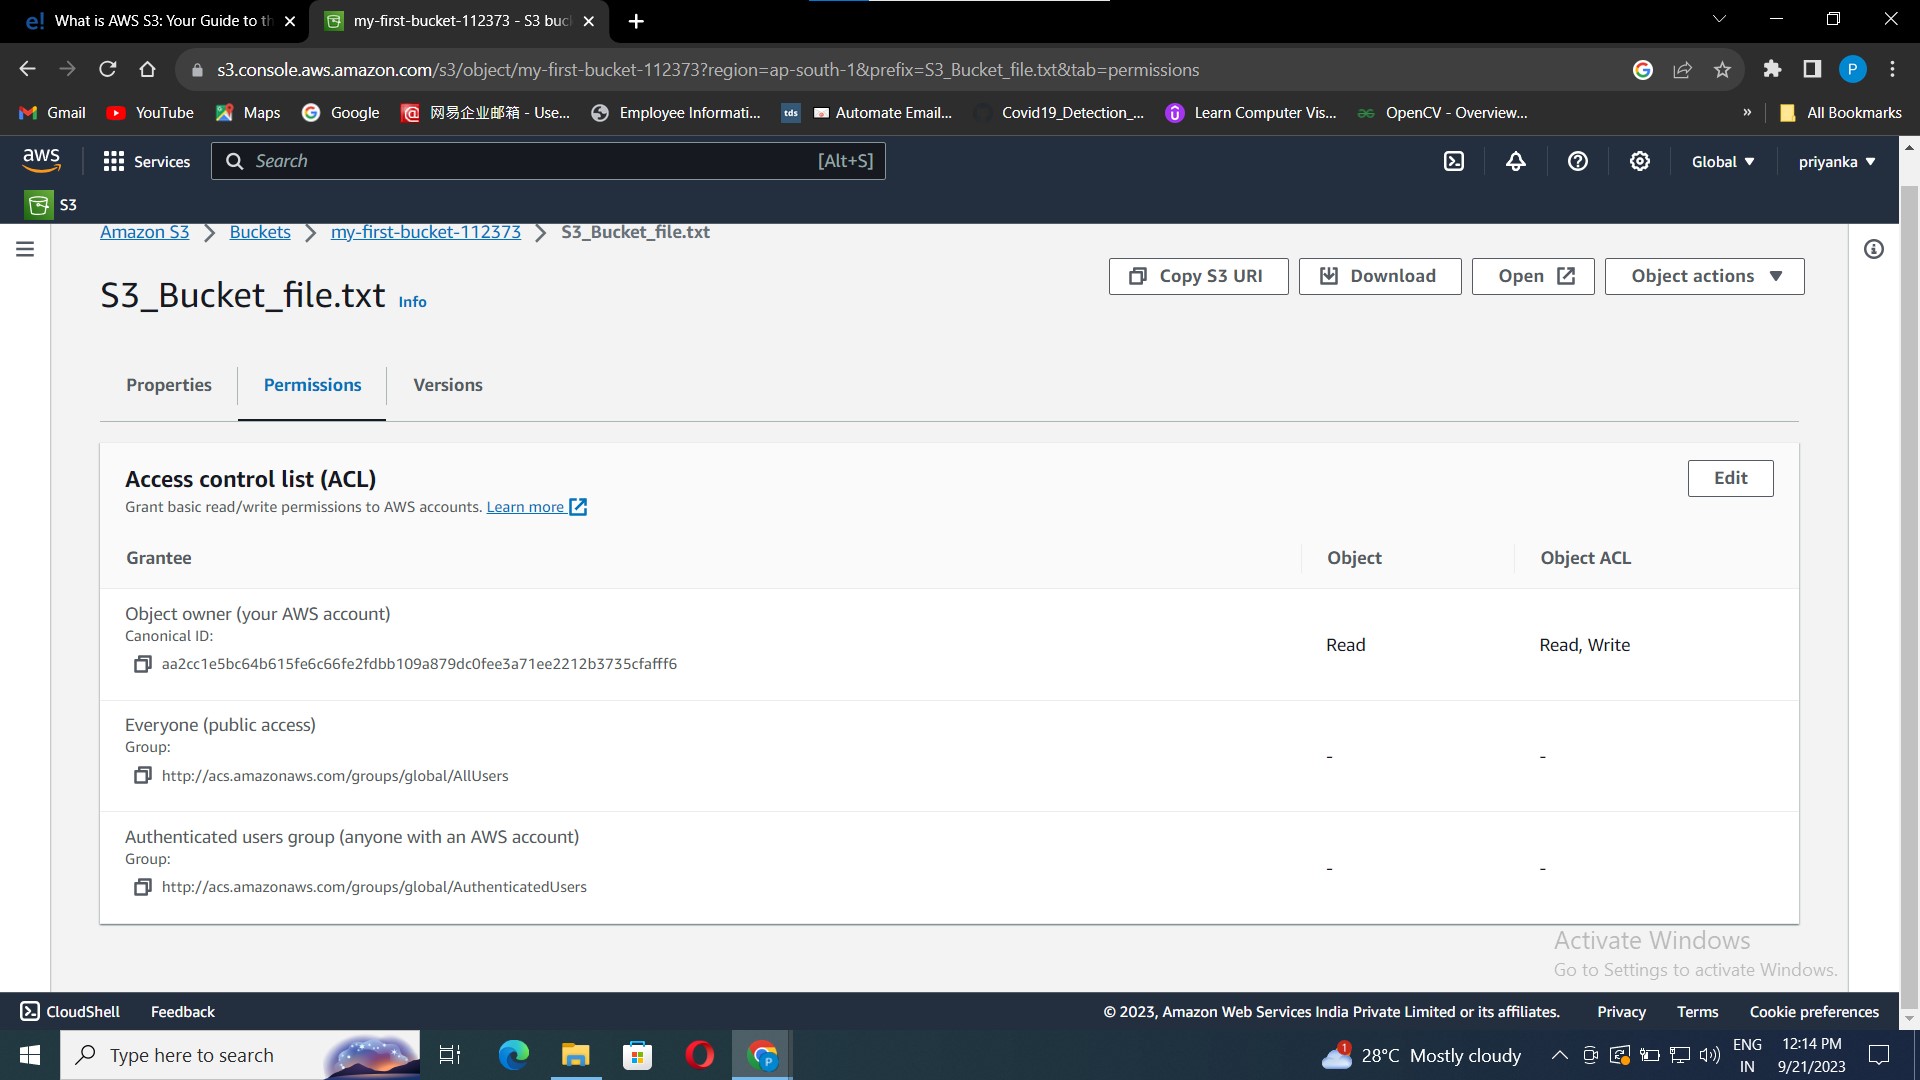 What is AWS S3: Your Guide to th
my-first-bucket-112373 - S3 buc
s3.console.aws.amazon.com/s3/object/my-first-bucket-112373?region=ap-south-1&prefix=S3_Bucket_file.txt&tab=permissions
Gmail YouTube Maps Google 网易企业邮箱 - Use... Employee Informati... tds Automate Email... Covid19_Detection_... Learn Computer Vis... OpenCV - Overview... » All Bookmarks
aws Services Search [Alt+S] Global priyanka
S3
Amazon S3 Buckets my-first-bucket-112373 S3_Bucket_file.txt
S3_Bucket_file.txt Info
Copy S3 URI Download Open Object actions
Properties Permissions Versions
Access control list (ACL)
Edit
Grant basic read/write permissions to AWS accounts. Learn more
Grantee Object Object ACL
Object owner (your AWS account)
Canonical ID:
aa2cc1e5bc64b615fe6c66fe2fdbb109a879dc0fee3a71ee2212b3735cfafff6
Read Read, Write
Everyone (public access)
Group:
http://acs.amazonaws.com/groups/global/AllUsers
- -
Authenticated users group (anyone with an AWS account)
Group:
http://acs.amazonaws.com/groups/global/AuthenticatedUsers
- -
Activate Windows
Go to Settings to activate Windows.
CloudShell Feedback © 2023, Amazon Web Services India Private Limited or its affiliates. Privacy Terms Cookie preferences
Type here to search 1 28°C Mostly cloudy ENG IN 12:14 PM 9/21/2023
P